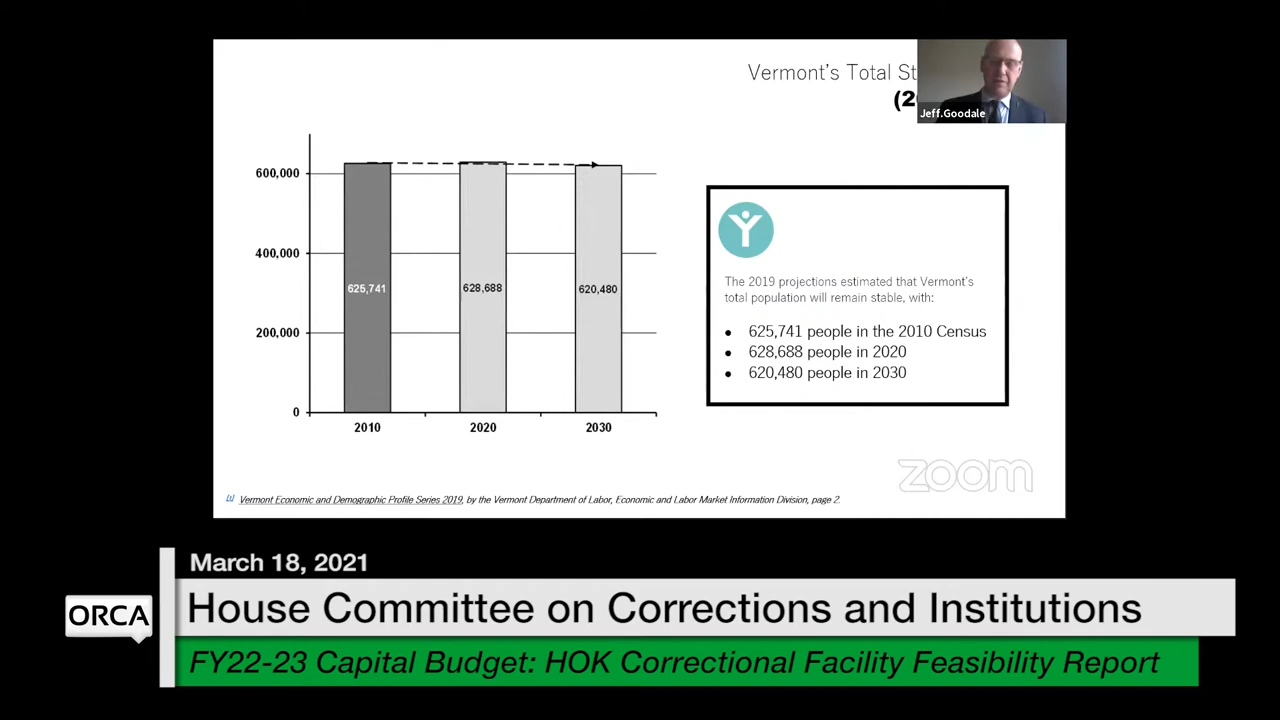 Vermont's Total St
(2
Jeff.Goodale
600,000
400,000
200,000
0
625,741
628,688
620,480
2010
2020
2030
The 2019 projections estimated that Vermont's
total population will remain stable, with:
• 625,741 people in the 2010 Census
• 628,688 people in 2020
• 620,480 people in 2030
zoom
[1] Vermont Economic and Demographic Profile Series 2019, by the Vermont Department of Labor, Economic and Labor Market Information Division, page 2.
March 18, 2021
ORCA
House Committee on Corrections and Institutions
FY22-23 Capital Budget: HOK Correctional Facility Feasibility Report